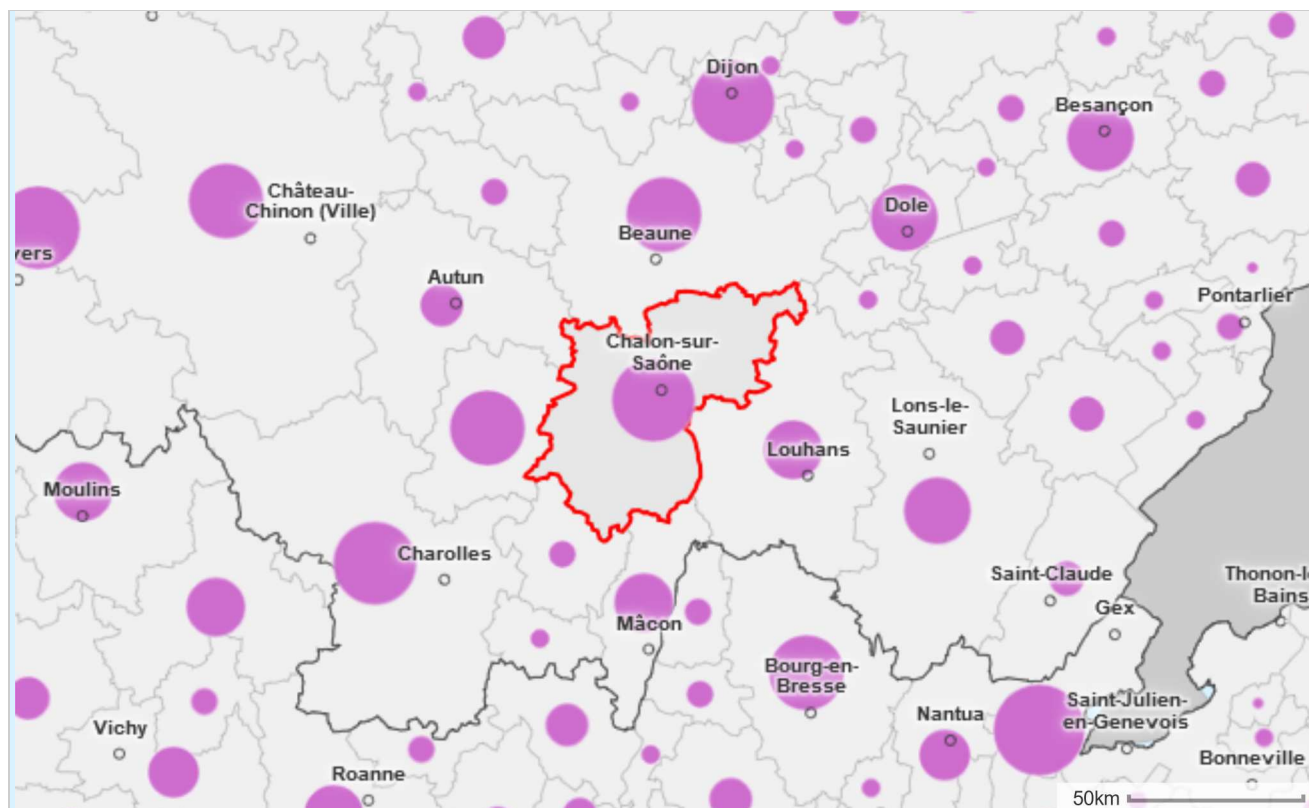 Dijon
Besançon
Château-
Chinon (Ville)
Dole
Beaune
vers
Autun
Pontarlier
Chalon-sur-
Saône
Lons-le-
Saunier
Louhans
Moulins
Charolles
Saint-Claude
Thonon-le
Bains
Gex
Mâcon
Bourg-en-
Bresse
Saint-Julien-
en-Genevois
Nantua
Vichy
Bonneville
Roanne
50km